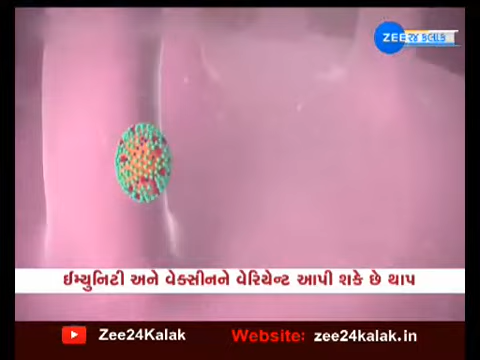 ZEE ૨૪ કલાક
ઈમ્યુનિટી અને વેક્સીનને વેરિયેન્ટ આપી શકે છે થાપ
Zee24Kalak
Website: zee24kalak.in